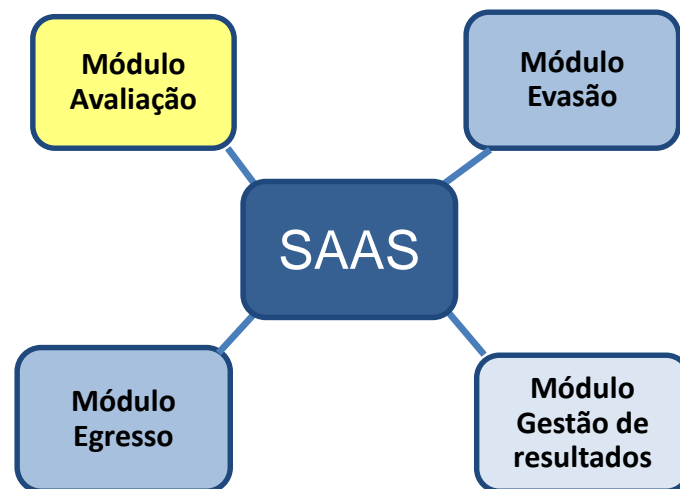 Módulo
Avaliação
Módulo
Evasão
SAAS
Módulo
Egresso
Módulo
Gestão de
resultados